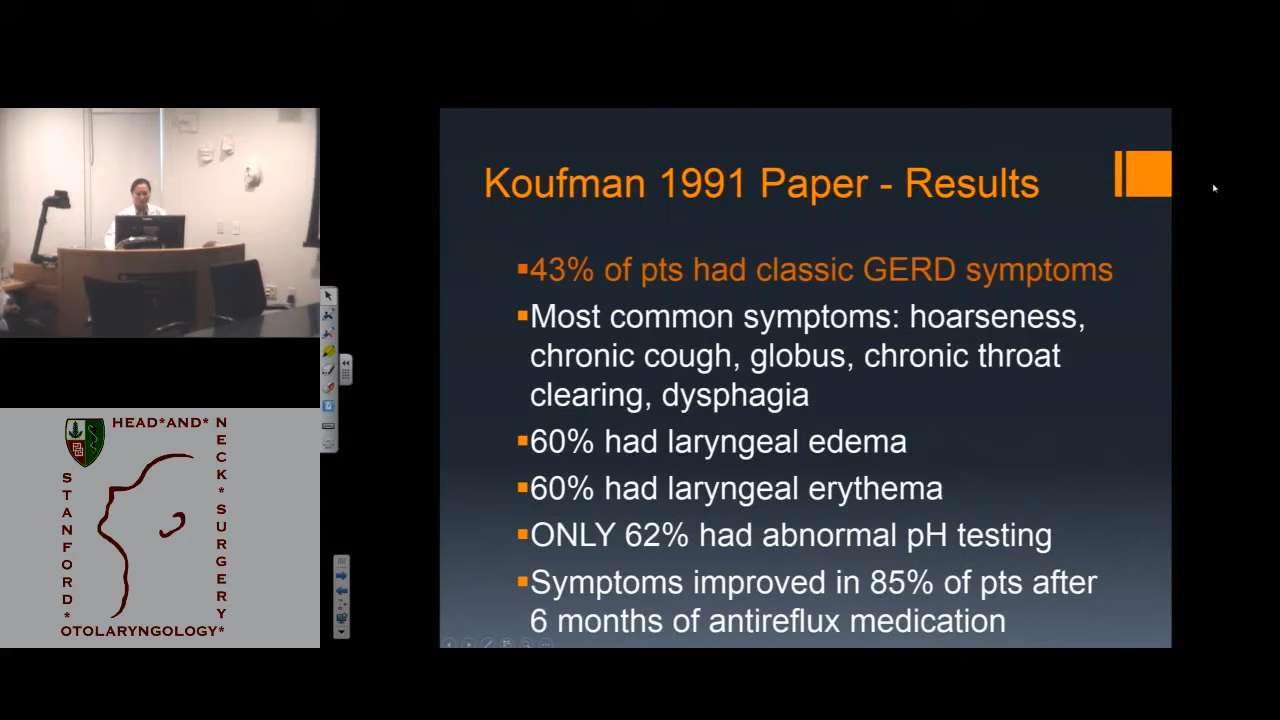 Koufman 1991 Paper - Results
▪43% of pts had classic GERD symptoms
▪Most common symptoms: hoarseness,
chronic cough, globus, chronic throat
clearing, dysphagia
▪60% had laryngeal edema
▪60% had laryngeal erythema
▪ONLY 62% had abnormal pH testing
▪Symptoms improved in 85% of pts after
6 months of antireflux medication
HEAD*AND*
NECK*SURGERY
STANFORD*
OTOLARYNGOLOGY*